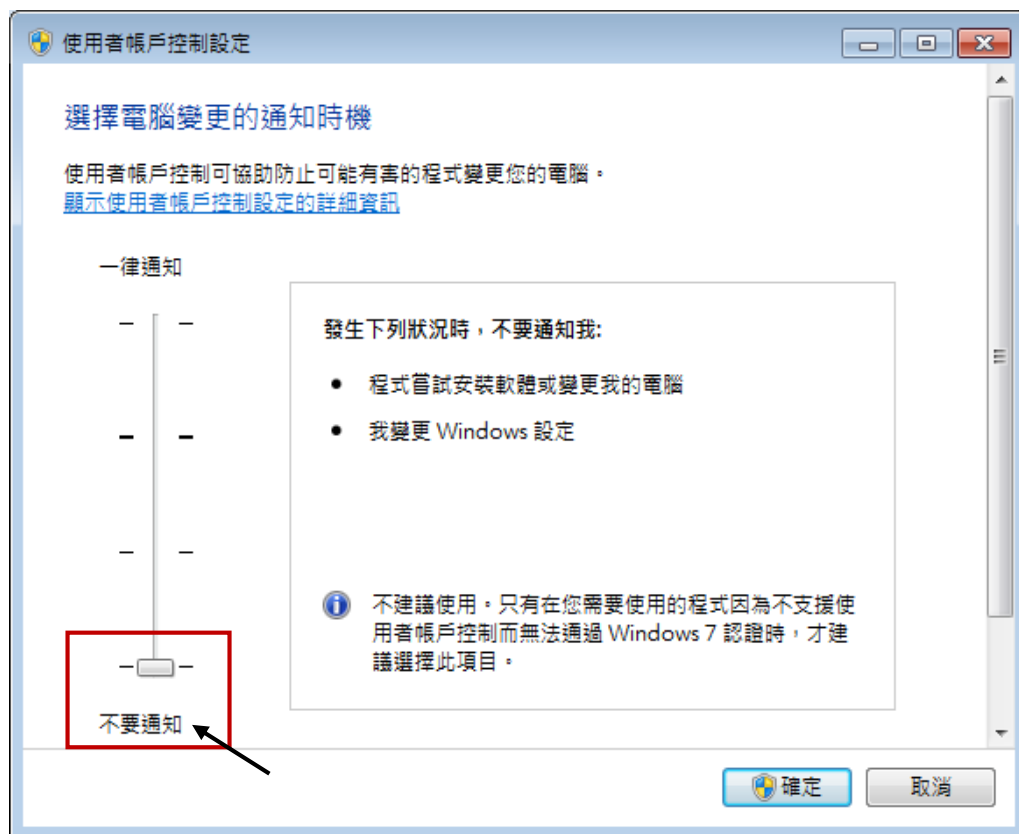 使用者帳戶控制設定
選擇電腦變更的通知時機
使用者帳戶控制可協助防止可能有害的程式變更您的電腦。
顯示使用者帳戶控制設定的詳細資訊
一律通知
發生下列狀況時，不要通知我:
● 程式嘗試安裝軟體或變更我的電腦
● 我變更 Windows 設定
不建議使用。只有在您需要使用的程式因為不支援使
用者帳戶控制而無法通過 Windows 7 認證時，才建
議選擇此項目。
不要通知
確定
取消